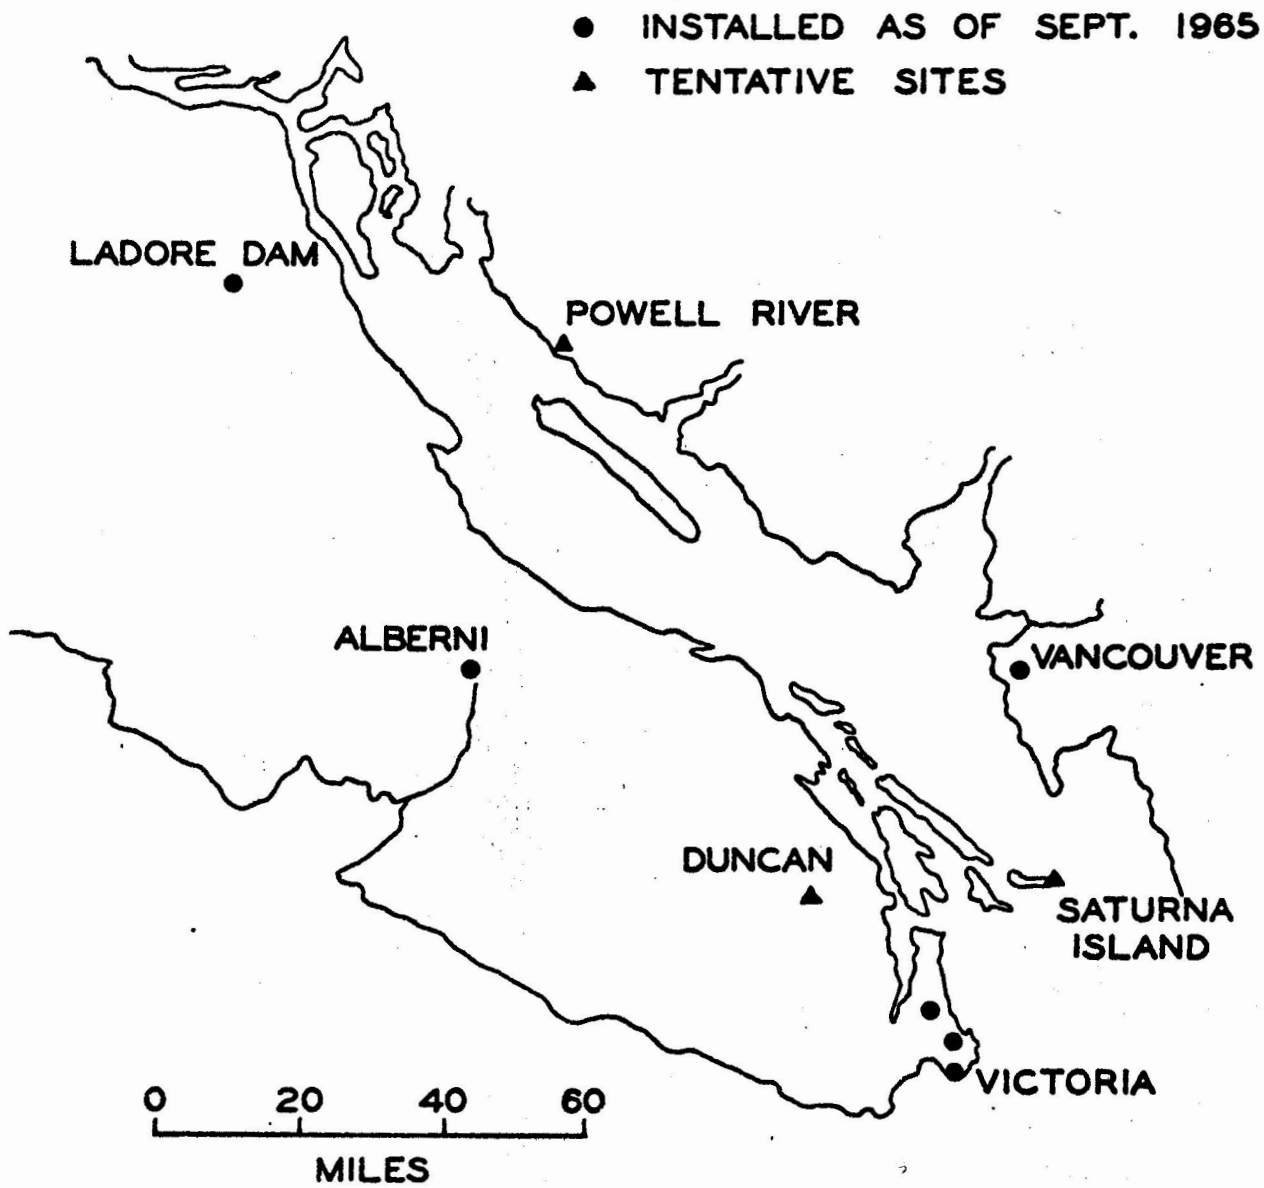 ● INSTALLED AS OF SEPT. 1965
▲ TENTATIVE SITES
LADORE DAM
POWELL RIVER
ALBERNI
VANCOUVER
DUNCAN
SATURNA
ISLAND
VICTORIA
0 20 40 60
MILES